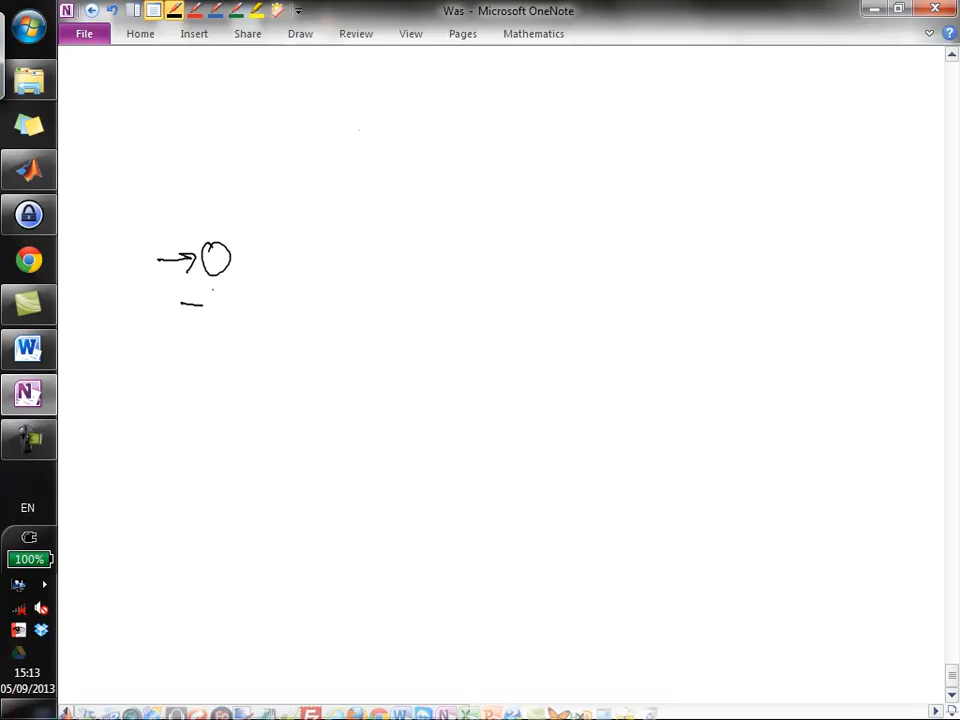 Was - Microsoft OneNote
File Home Insert Share Draw Review View Pages Mathematics
EN
100%
15:13
05/09/2013